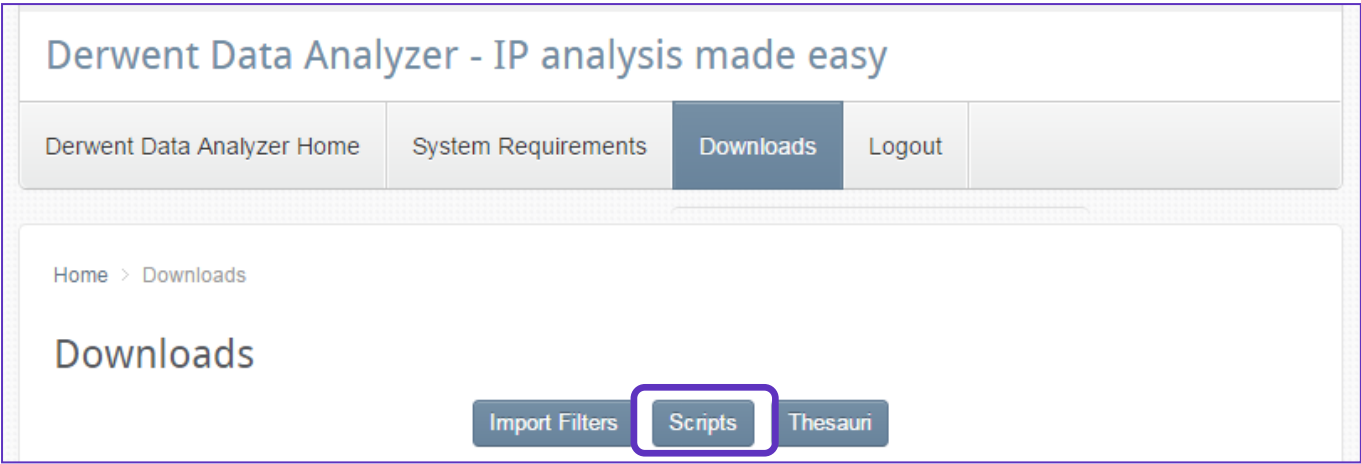 Derwent Data Analyzer - IP analysis made easy
Derwent Data Analyzer Home System Requirements Downloads Logout
Home > Downloads
Downloads
Import Filters Scripts Thesauri